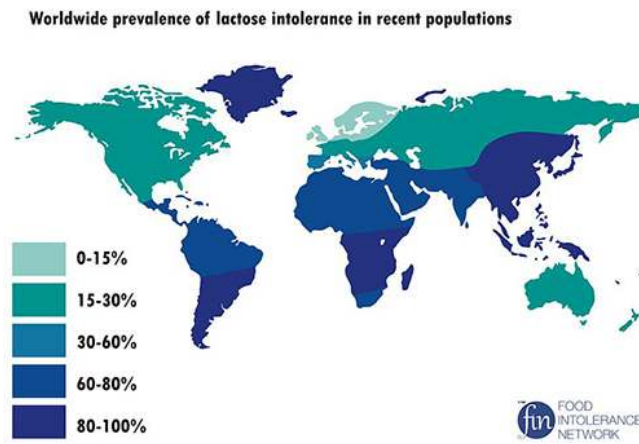 Worldwide prevalence of lactose intolerance in recent populations
0-15%
15-30%
30-60%
60-80%
80-100%
fin
FOOD
INTOLERANCE
NETWORK